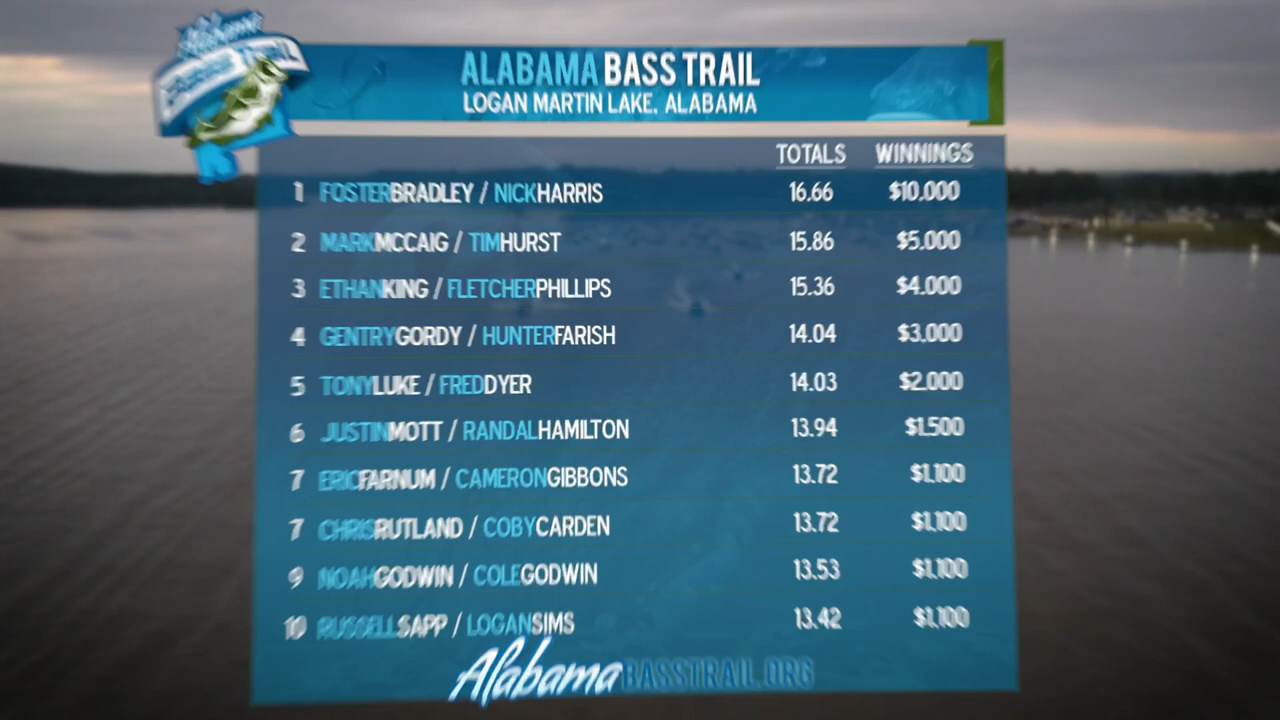 Alabama
BASS TRAIL
ALABAMA BASS TRAIL
LOGAN MARTIN LAKE, ALABAMA
TOTALS WINNINGS
1 FOSTERBRADLEY / NICKHARRIS 16.66 $10,000
2 MARKMCCAIG / TIMHURST 15.86 $5,000
3 ETHANKING / FLETCHERPHILLIPS 15.36 $4,000
4 GENTRYGORDY / HUNTERFARISH 14.04 $3,000
5 TONYLUKE / FREDDYER 14.03 $2,000
6 JUSTINMOTT / RANDALHAMILTON 13.94 $1,500
7 ERICFARNUM / CAMERONGIBBONS 13.72 $1,100
7 CHRISRUTLAND / COBYCARDEN 13.72 $1,100
9 NOAHGODWIN / COLEGODWIN 13.53 $1,100
10 RUSSELLSAPP / LOGANSIMS 13.42 $1,100
AlabamaBASSTRAIL.ORG